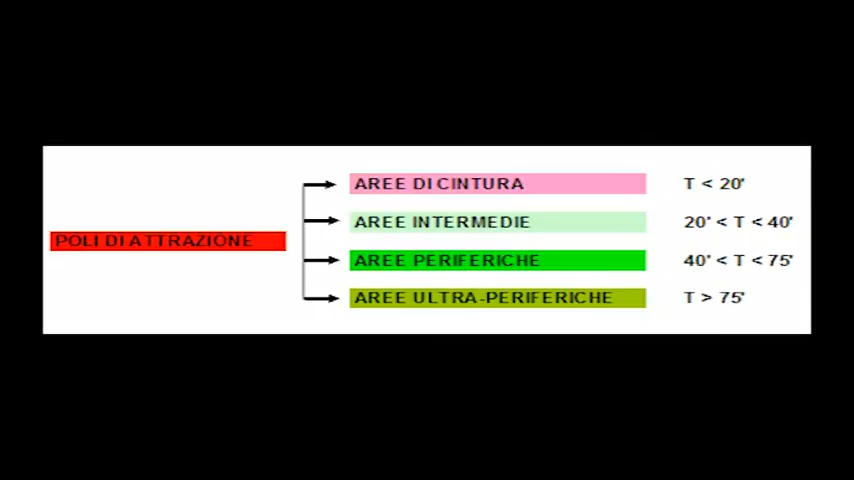 AREE DI CINTURA T < 20'
AREE INTERMEDIE 20' < T < 40'
POLI DI ATTRAZIONE
AREE PERIFERICHE 40' < T < 75'
AREE ULTRA-PERIFERICHE T > 75'